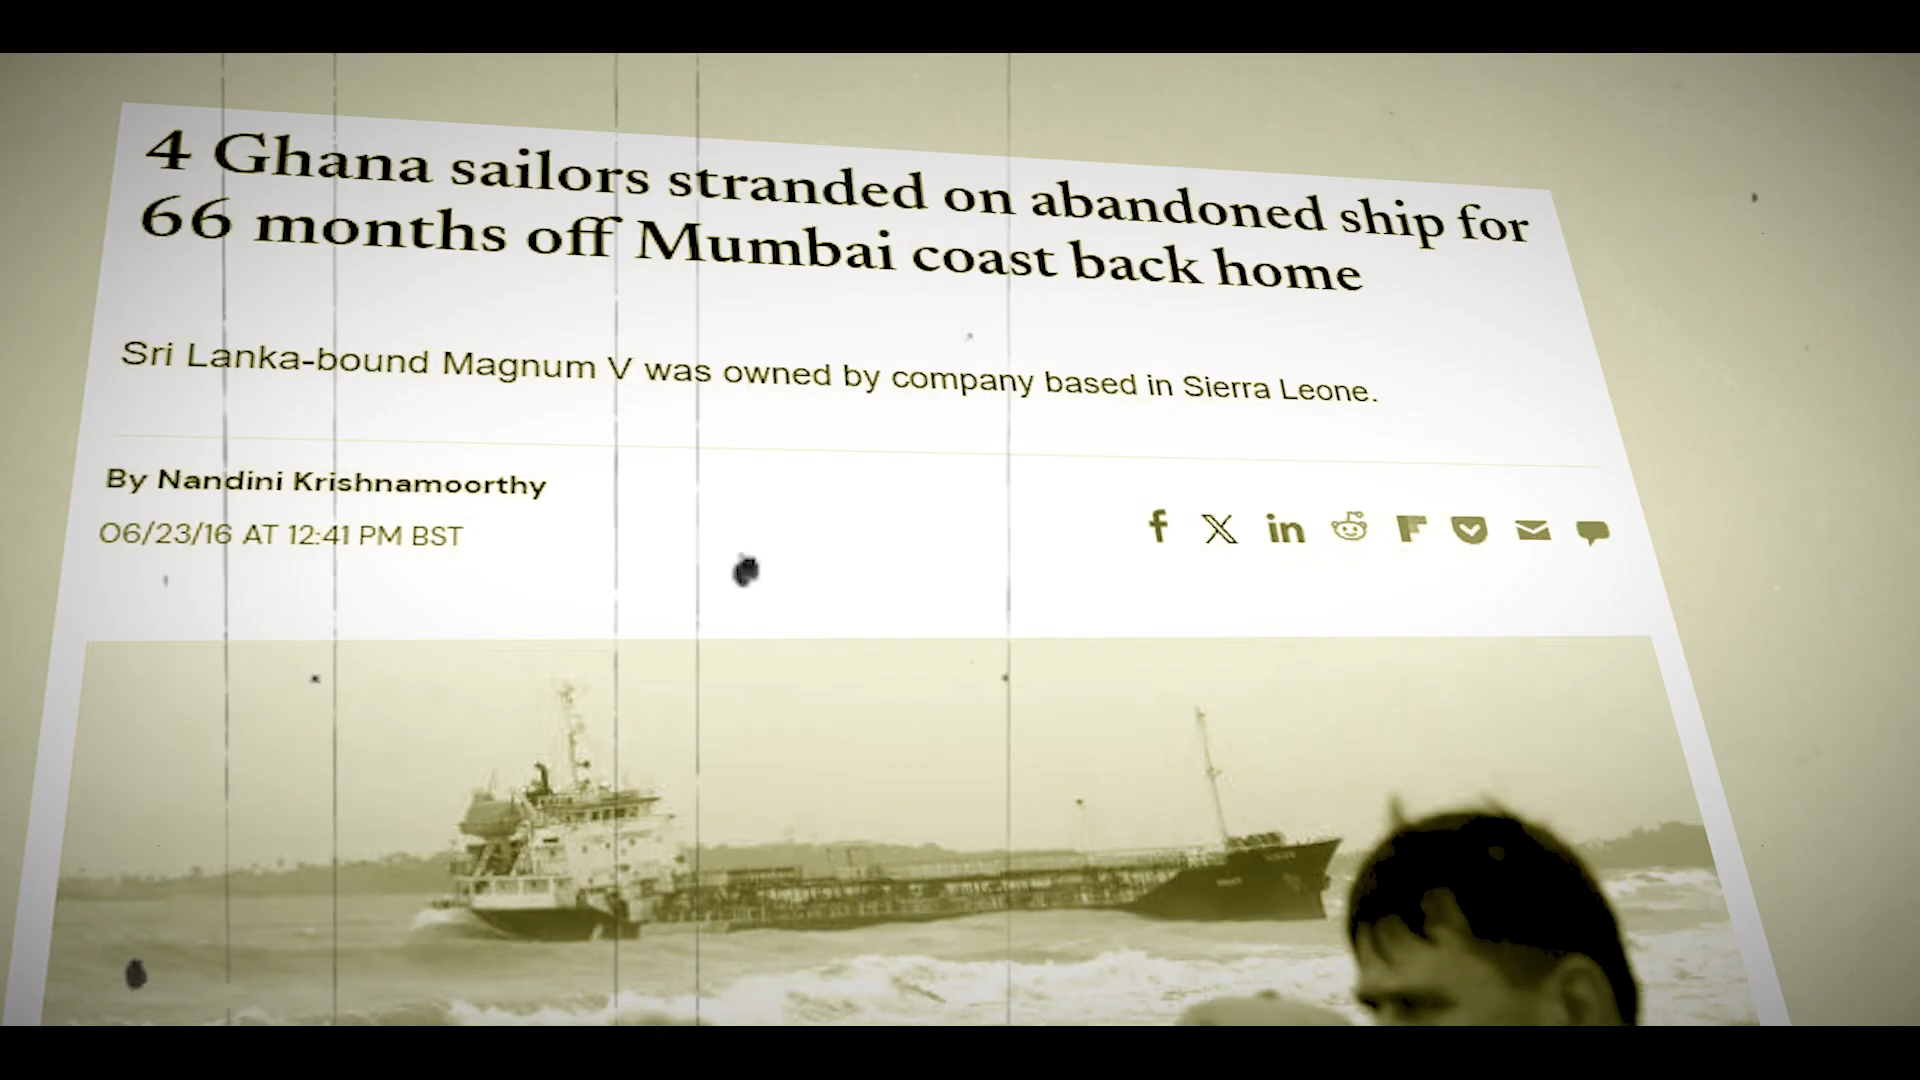 4 Ghana sailors stranded on abandoned ship for
66 months off Mumbai coast back home
Sri Lanka-bound Magnum V was owned by company based in Sierra Leone.
By Nandini Krishnamoorthy
06/23/16 AT 12:41 PM BST